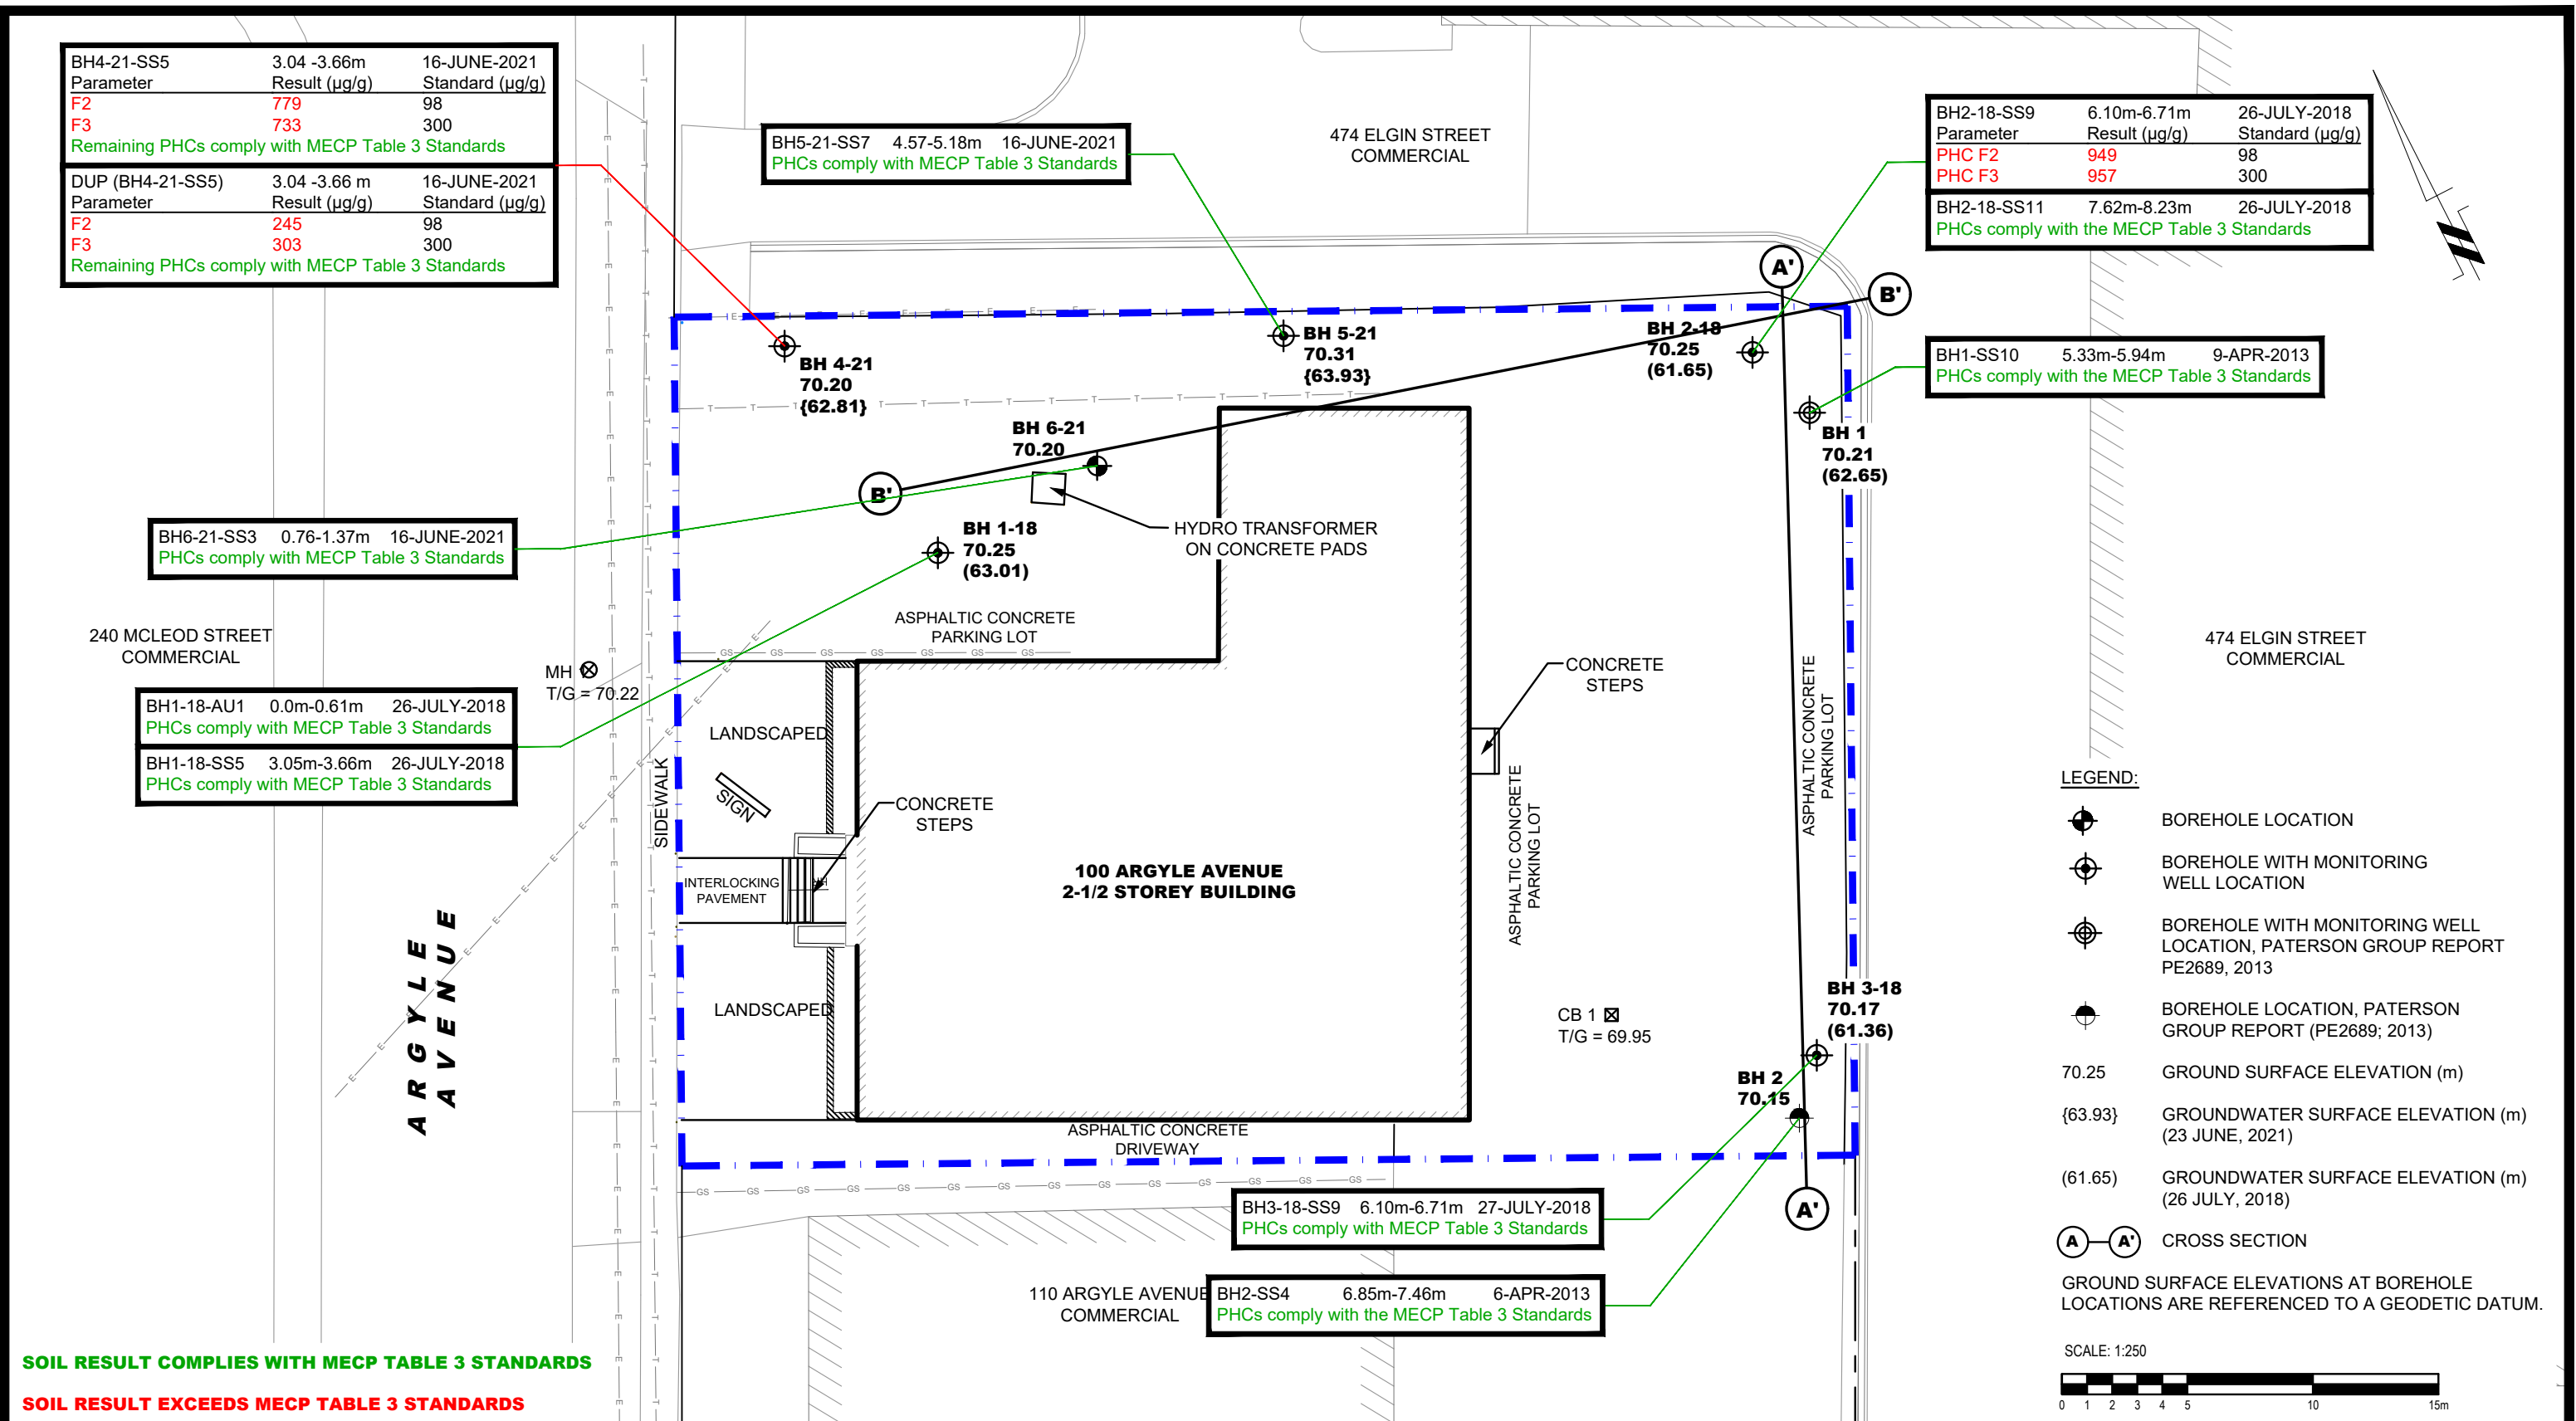 BH4-21-SS5 3.04 -3.66m 16-JUNE-2021
Parameter Result (µg/g) Standard (µg/g)
F2 779 98
F3 733 300
Remaining PHCs comply with MECP Table 3 Standards
DUP (BH4-21-SS5) 3.04 -3.66 m 16-JUNE-2021
Parameter Result (µg/g) Standard (µg/g)
F2 245 98
F3 303 300
Remaining PHCs comply with MECP Table 3 Standards
BH5-21-SS7 4.57-5.18m 16-JUNE-2021
PHCs comply with MECP Table 3 Standards
474 ELGIN STREET
COMMERCIAL
BH2-18-SS9 6.10m-6.71m 26-JULY-2018
Parameter Result (µg/g) Standard (µg/g)
PHC F2 949 98
PHC F3 957 300
BH2-18-SS11 7.62m-8.23m 26-JULY-2018
PHCs comply with the MECP Table 3 Standards
A'
B'
BH 4-21
70.20
{62.81}
BH 5-21
70.31
{63.93}
BH 2-18
70.25
(61.65)
BH1-SS10 5.33m-5.94m 9-APR-2013
PHCs comply with the MECP Table 3 Standards
BH 1
70.21
(62.65)
BH 6-21
70.20
B'
BH6-21-SS3 0.76-1.37m 16-JUNE-2021
PHCs comply with MECP Table 3 Standards
BH 1-18
70.25
(63.01)
HYDRO TRANSFORMER
ON CONCRETE PADS
ASPHALTIC CONCRETE
PARKING LOT
240 MCLEOD STREET
COMMERCIAL
MH
T/G = 70.22
BH1-18-AU1 0.0m-0.61m 26-JULY-2018
PHCs comply with MECP Table 3 Standards
BH1-18-SS5 3.05m-3.66m 26-JULY-2018
PHCs comply with MECP Table 3 Standards
LANDSCAPED
SIGN
SIDEWALK
CONCRETE
STEPS
INTERLOCKING
PAVEMENT
LANDSCAPED
ARGYLE
AVENUE
100 ARGYLE AVENUE
2-1/2 STOREY BUILDING
CONCRETE
STEPS
ASPHALTIC CONCRETE
PARKING LOT
ASPHALTIC CONCRETE
PARKING LOT
474 ELGIN STREET
COMMERCIAL
CB 1
T/G = 69.95
BH 3-18
70.17
(61.36)
BH 2
70.15
A'
ASPHALTIC CONCRETE
DRIVEWAY
BH3-18-SS9 6.10m-6.71m 27-JULY-2018
PHCs comply with MECP Table 3 Standards
110 ARGYLE AVENUE
COMMERCIAL
BH2-SS4 6.85m-7.46m 6-APR-2013
PHCs comply with the MECP Table 3 Standards
LEGEND:
BOREHOLE LOCATION
BOREHOLE WITH MONITORING
WELL LOCATION
BOREHOLE WITH MONITORING WELL
LOCATION, PATERSON GROUP REPORT
PE2689, 2013
BOREHOLE LOCATION, PATERSON
GROUP REPORT (PE2689; 2013)
70.25 GROUND SURFACE ELEVATION (m)
{63.93} GROUNDWATER SURFACE ELEVATION (m)
(23 JUNE, 2021)
(61.65) GROUNDWATER SURFACE ELEVATION (m)
(26 JULY, 2018)
A A' CROSS SECTION
GROUND SURFACE ELEVATIONS AT BOREHOLE
LOCATIONS ARE REFERENCED TO A GEODETIC DATUM.
SCALE: 1:250
0 1 2 3 4 5 10 15m
SOIL RESULT COMPLIES WITH MECP TABLE 3 STANDARDS
SOIL RESULT EXCEEDS MECP TABLE 3 STANDARDS